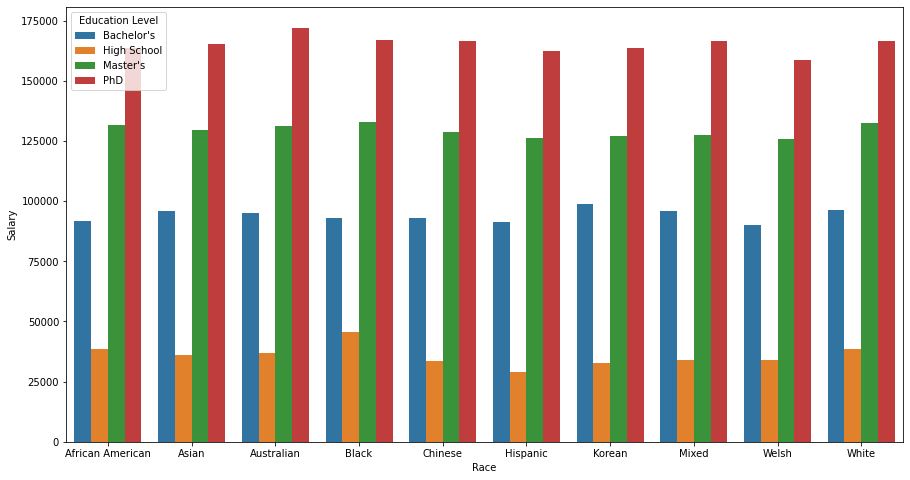 175000
150000
125000
100000
75000
50000
25000
0
Salary
Education Level
Bachelor's
High School
Master's
PhD
African American Asian Australian Black Chinese Hispanic Korean Mixed Welsh White
Race